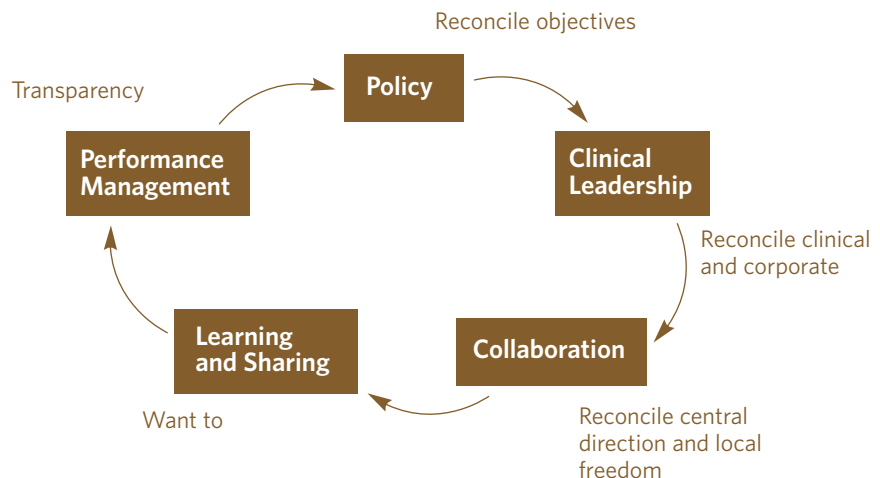 Reconcile objectives
Policy
Transparency
Performance
Management
Clinical
Leadership
Reconcile clinical
and corporate
Collaboration
Learning
and Sharing
Reconcile central
direction and local
freedom
Want to